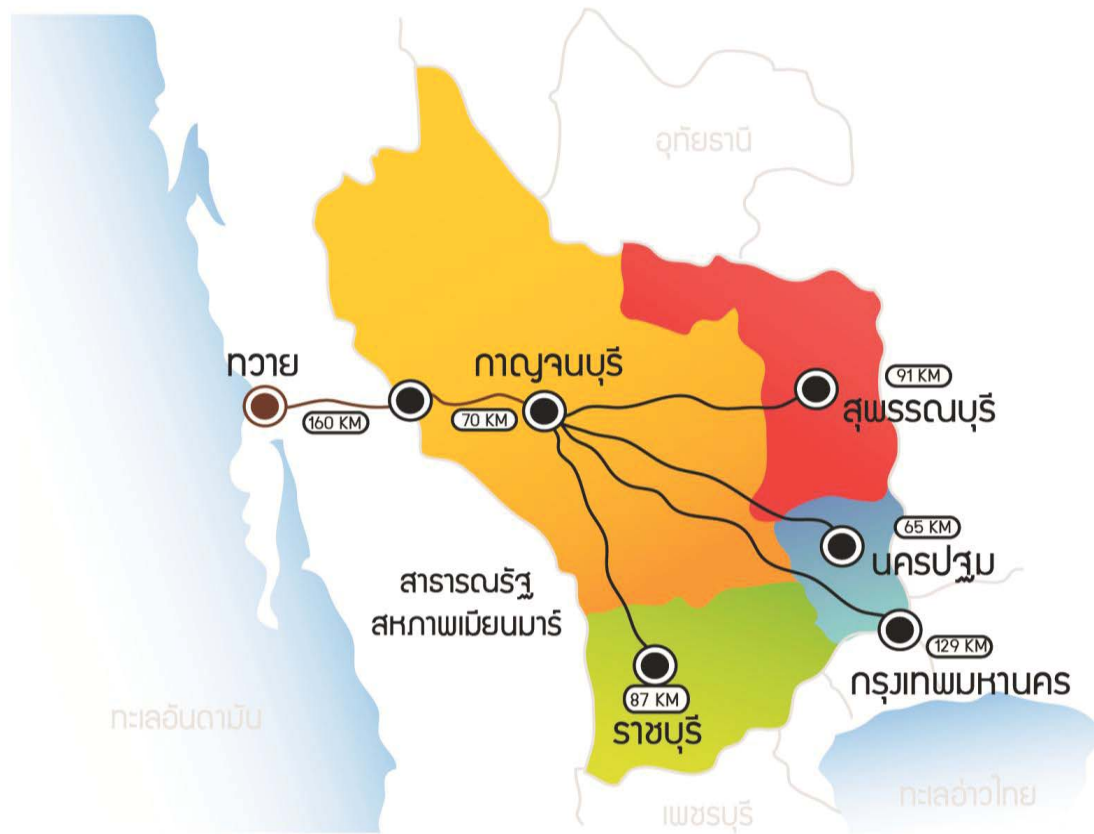 อุทัยธานี
ทวาย
กาญจนบุรี
91 KM
สุพรรณบุรี
160 KM
70 KM
65 KM
นครปฐม
สาธารณรัฐ
สหภาพเมียนมาร์
129 KM
กรุงเทพมหานคร
87 KM
ราชบุรี
ทะเลอันดามัน
ทะเลอ่าวไทย
เพชรบุรี